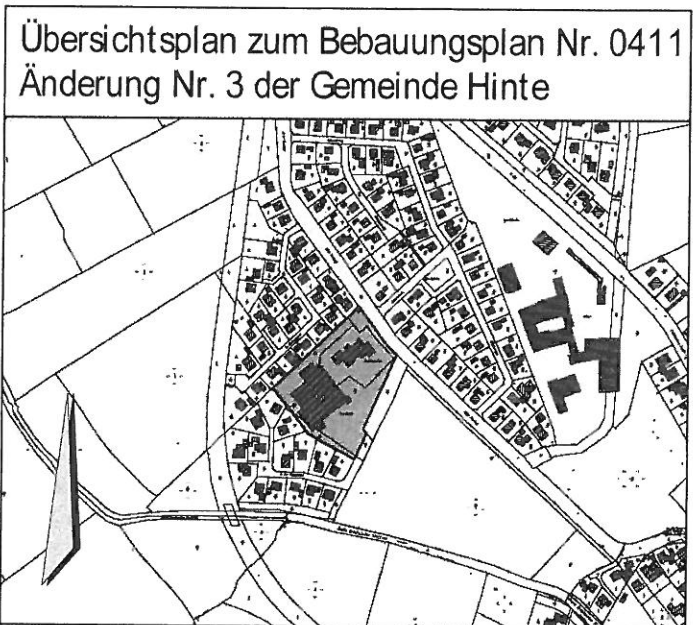 Übersichtsplan zum Bebauungsplan Nr. 0411
Änderung Nr. 3 der Gemeinde Hinte